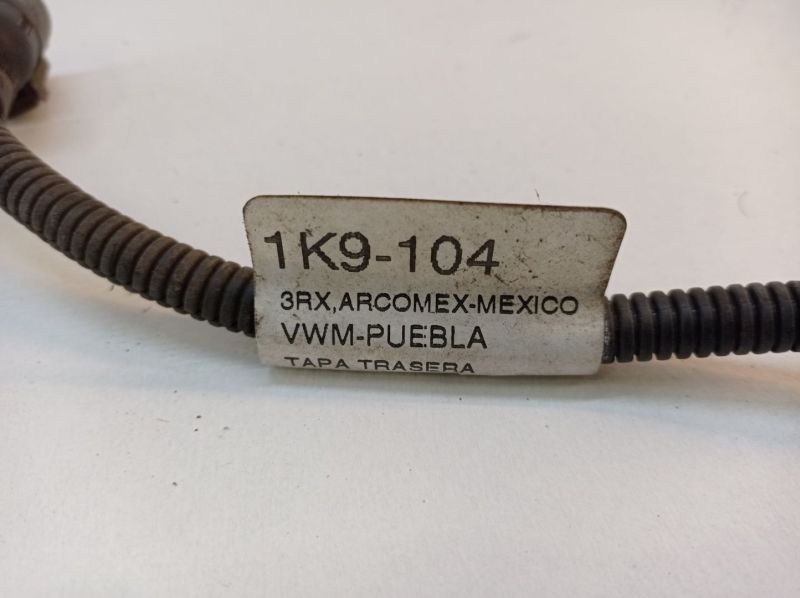 1K9-104
3RX,ARCOMEX-MEXICO
VWM-PUEBLA
TAPA TRASERA